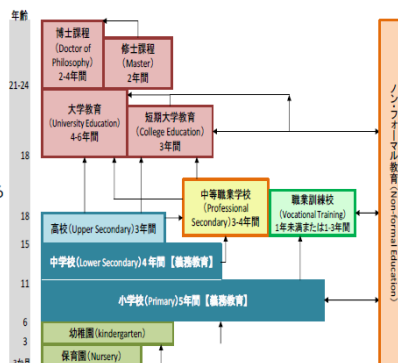 年齢
博士課程
(Doctor of
Philosophy)
2-4年間
修士課程
(Master)
2年間
21-24
大学教育
(University Education)
4-6年間
短期大学教育
(College Education)
3年間
18
中等職業学校
(Professional
Secondary)3-4年間
職業訓練校
(Vocational Training)
1年未満または1-3年間
18
高校(Upper Secondary)3年間
15
中学校(Lower Secondary)4年間【義務教育】
11
小学校(Primary)5年間【義務教育】
6
幼稚園(kindergarten)
3
保育園(Nursery)
ノン・フォーマル教育(Non-formal Education)